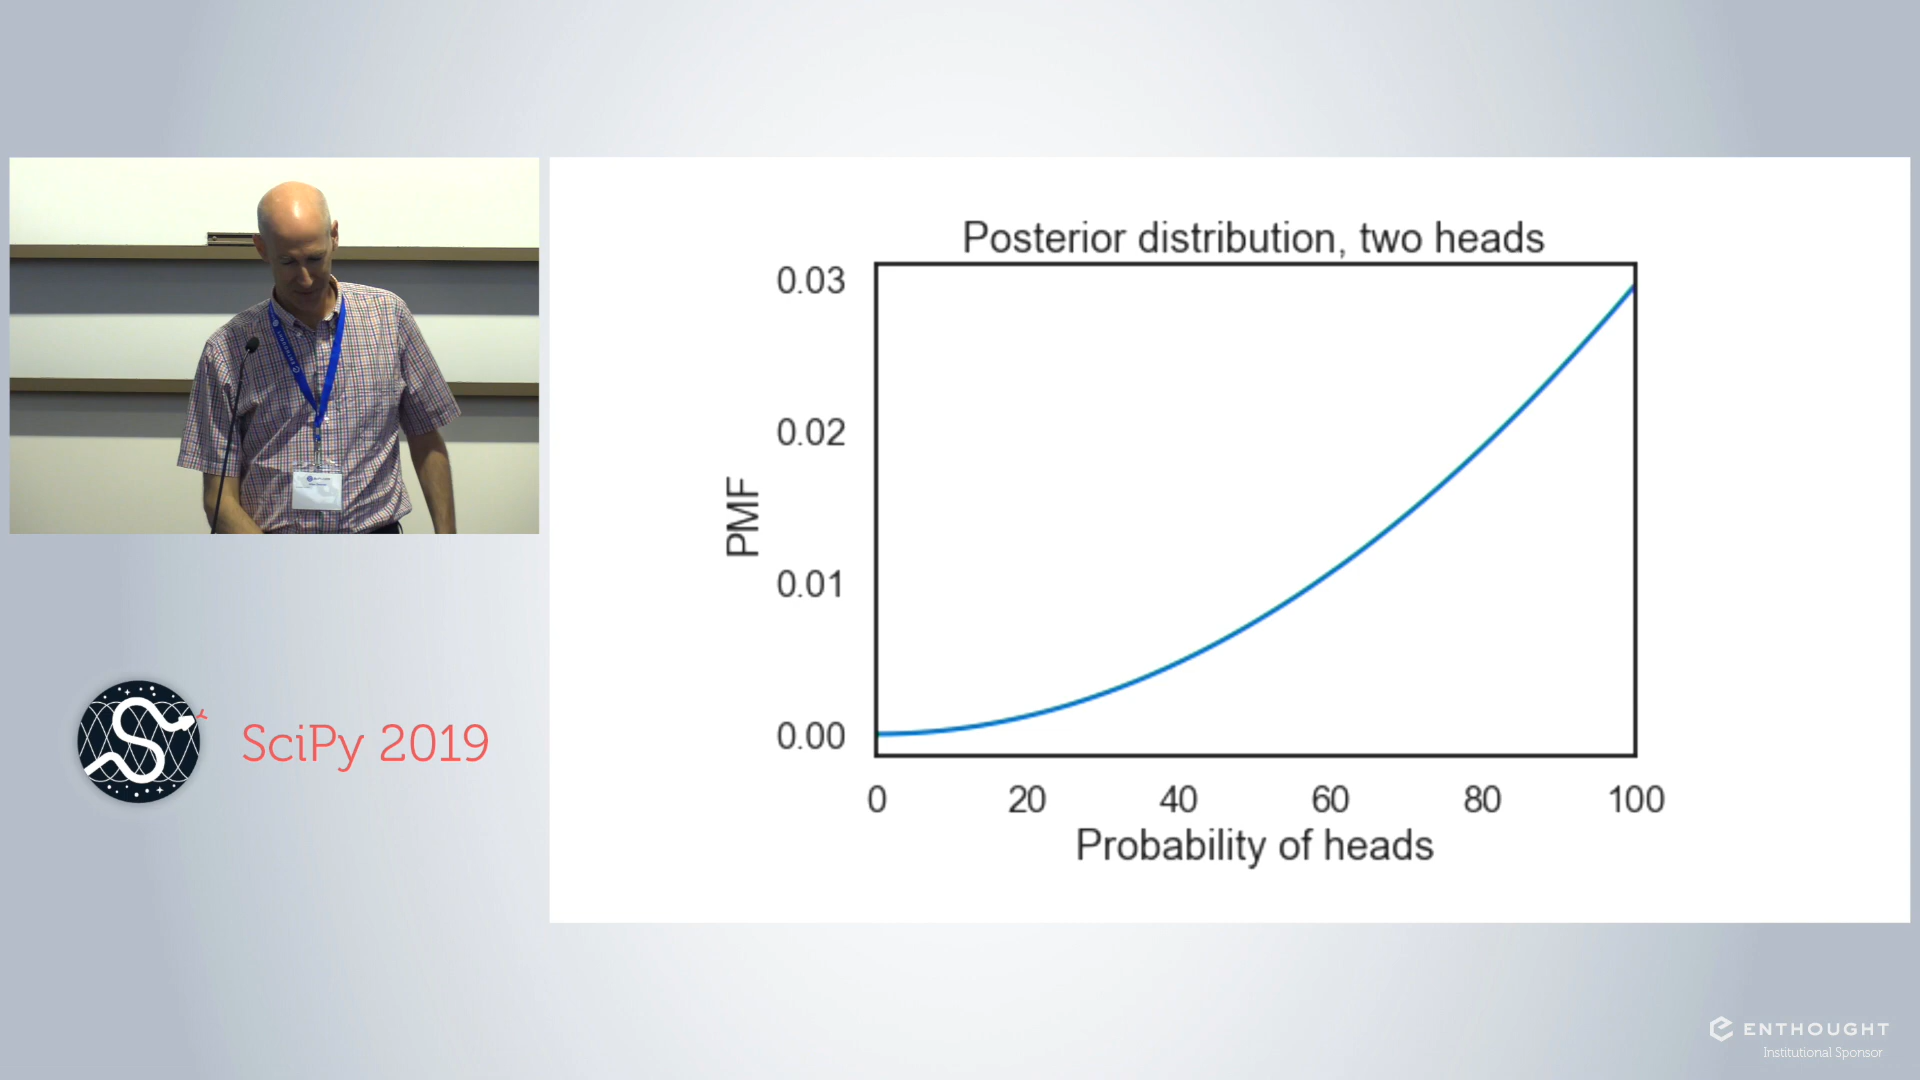 Posterior distribution, two heads
0.03
0.02
0.01
0.00
PMF
0 20 40 60 80 100
Probability of heads
SciPy 2019
ENTHOUGHT
Institutional Sponsor